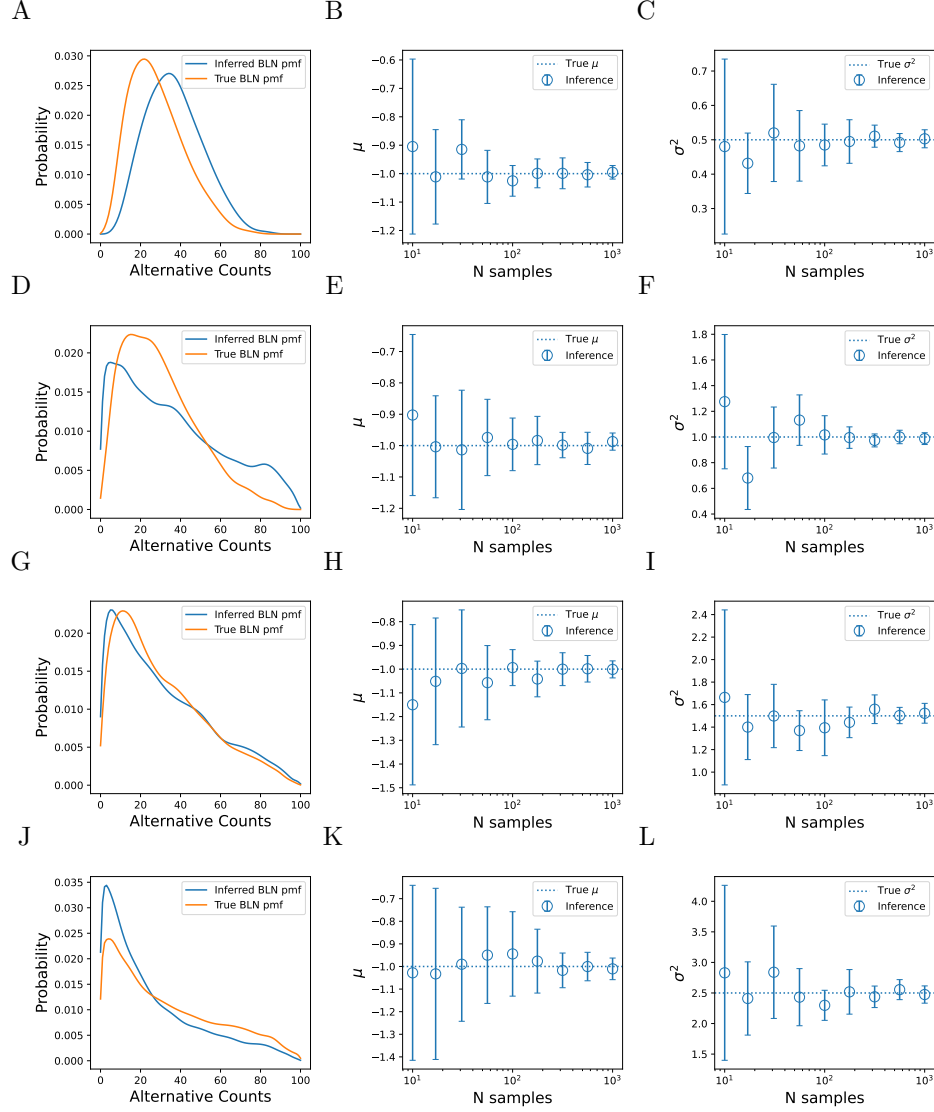 A B C
0.030
0.025
0.020
0.015
0.010
0.005
0.000
Probability
0 20 40 60 80 100
Alternative Counts
Inferred BLN pmf
True BLN pmf
−0.6
−0.7
−0.8
−0.9
−1.0
−1.1
−1.2
μ
10¹ 10² 10³
N samples
True μ
Inference
0.7
0.6
0.5
0.4
0.3
σ²
10¹ 10² 10³
N samples
True σ²
Inference
D E F
0.020
0.015
0.010
0.005
0.000
Probability
0 20 40 60 80 100
Alternative Counts
Inferred BLN pmf
True BLN pmf
−0.7
−0.8
−0.9
−1.0
−1.1
−1.2
μ
10¹ 10² 10³
N samples
True μ
Inference
1.8
1.6
1.4
1.2
1.0
0.8
0.6
0.4
σ²
10¹ 10² 10³
N samples
True σ²
Inference
G H I
0.020
0.015
0.010
0.005
0.000
Probability
0 20 40 60 80 100
Alternative Counts
Inferred BLN pmf
True BLN pmf
−0.8
−0.9
−1.0
−1.1
−1.2
−1.3
−1.4
−1.5
μ
10¹ 10² 10³
N samples
True μ
Inference
2.4
2.2
2.0
1.8
1.6
1.4
1.2
1.0
σ²
10¹ 10² 10³
N samples
True σ²
Inference
J K L
0.035
0.030
0.025
0.020
0.015
0.010
0.005
0.000
Probability
0 20 40 60 80 100
Alternative Counts
Inferred BLN pmf
True BLN pmf
−0.7
−0.8
−0.9
−1.0
−1.1
−1.2
−1.3
−1.4
μ
10¹ 10² 10³
N samples
True μ
Inference
4.0
3.5
3.0
2.5
2.0
1.5
σ²
10¹ 10² 10³
N samples
True σ²
Inference